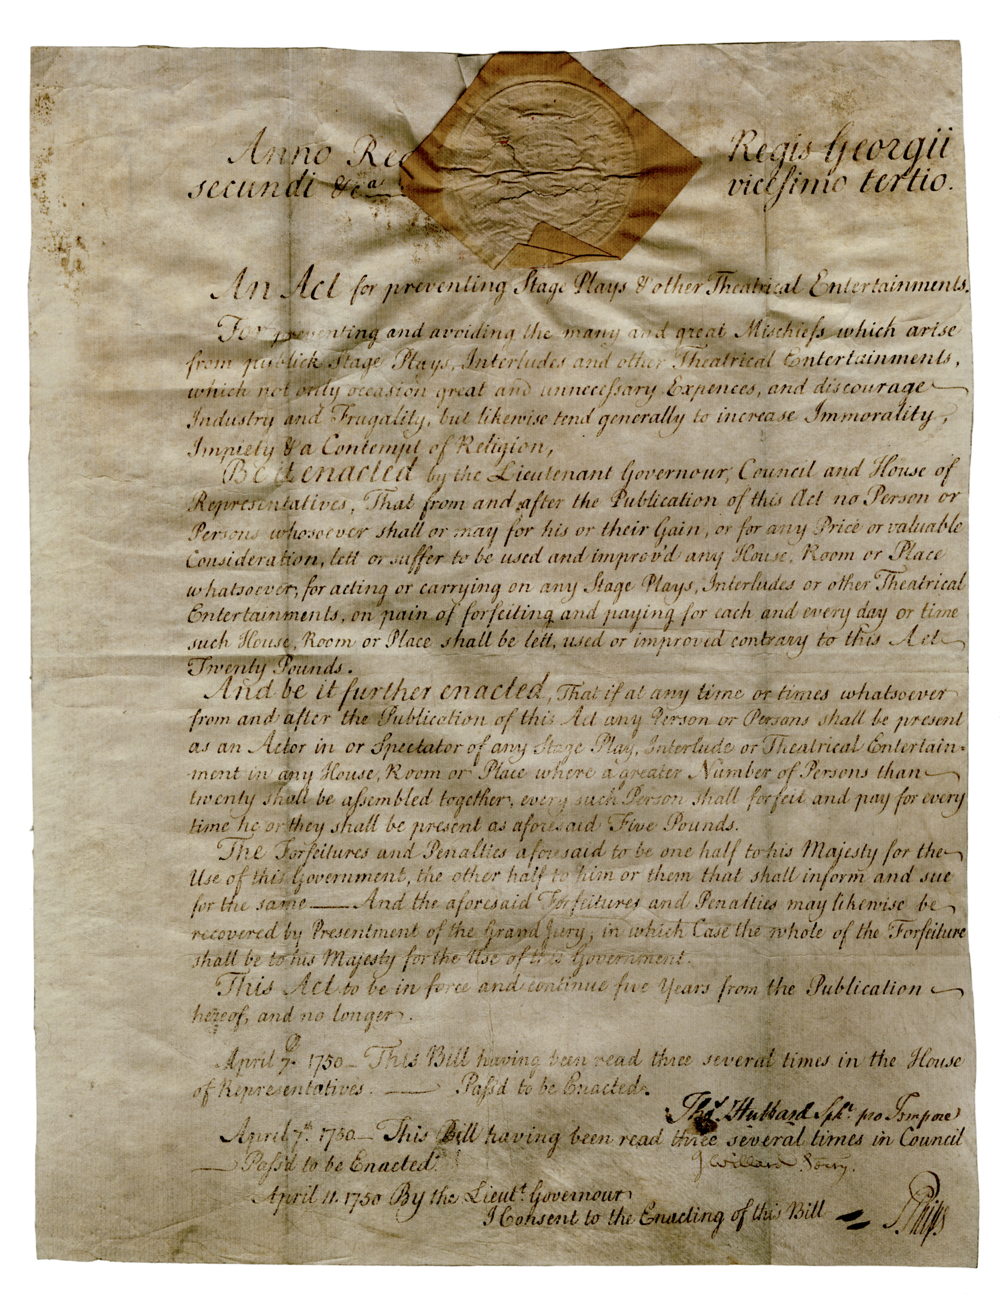 Anno Reg Regis Georgii
secundi &ca vicesimo tertio.
An Act for preventing Stage Plays & other Theatrical Entertainments.
For preventing and avoiding the many and great Mischiefs which arise
from publick Stage Plays, Interludes and other Theatrical Entertainments,
which not only occasion great and unnecessary Expences, and discourage
Industry and Frugality, but likewise tend generally to increase Immorality,
Impiety & a Contempt of Religion,
Be it enacted by the Lieutenant Governour, Council and House of
Representatives, That from and after the Publication of this Act no Person or
Persons whosoever shall or may for his or their Gain, or for any Price or valuable
Consideration, lett or suffer to be used and improv'd any House, Room or Place
whatsoever, for acting or carrying on any Stage Plays, Interludes or other Theatrical
Entertainments, on pain of forfeiting and paying for each and every day or time
such House, Room or Place shall be lett, used or improved contrary to this Act
Twenty Pounds.
And be it further enacted, That if at any time or times whatsoever
from and after the Publication of this Act any Person or Persons shall be present
as an Actor in or Spectator of any Stage Play, Interlude or Theatrical Entertain-
ment in any House, Room or Place where a greater Number of Persons than
twenty shall be assembled together, every such Person shall forfeit and pay for every
time he or they shall be present as aforesaid Five Pounds.
The Forfeitures and Penalties aforesaid to be one half to his Majesty for the
Use of this Government, the other half to him or them that shall inform and sue
for the same — And the aforesaid Forfeitures and Penalties may likewise be
recovered by Presentment of the Grand Jury, in which Case the whole of the Forfeiture
shall be to his Majesty for the Use of this Government.
This Act to be in force and continue five Years from the Publication
hereof, and no longer.
April 7th 1750 — This Bill having been read three several times in the House
of Representatives. — Pass'd to be Enacted.
Thos. Hubbard Spkr. pro Tempore
April 7th 1750 — This Bill having been read three several times in Council
— Pass'd to be Enacted
J Willard Secry.
April 11. 1750 By the Lieut. Governour
I Consent to the Enacting of this Bill
S. Phips